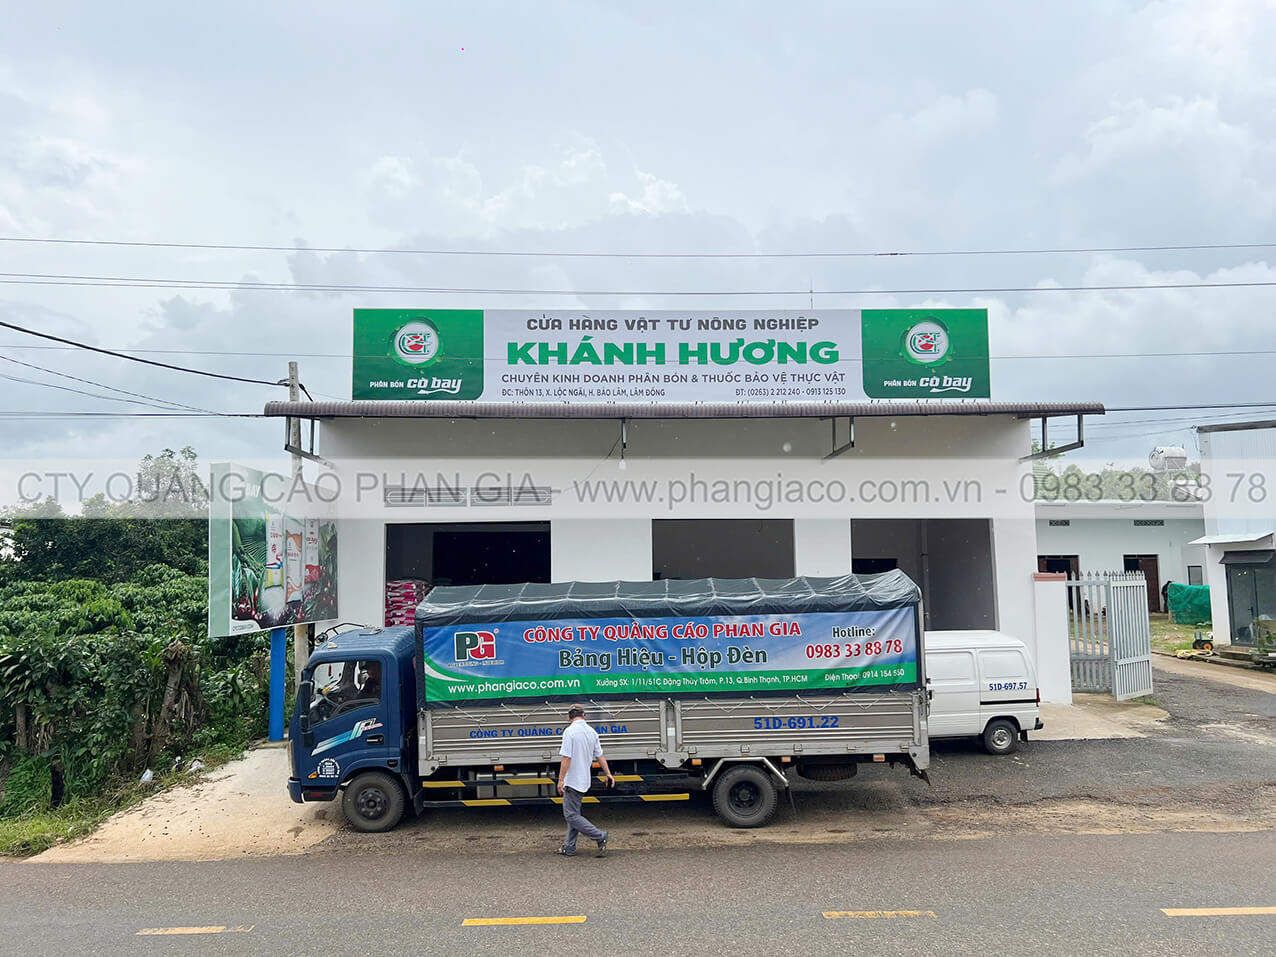 CỬA HÀNG VẬT TƯ NÔNG NGHIỆP
KHÁNH HƯƠNG
CHUYÊN KINH DOANH PHÂN BÓN & THUỐC BẢO VỆ THỰC VẬT
ĐC: THÔN 13, X. LỘC NGÃI, H. BẢO LÂM, LÂM ĐỒNG ĐT: (0263) 2 212 240 - 0913 125 130
PHÂN BÓN CÒ bay
PHÂN BÓN CÒ bay
CTY QUẢNG CÁO PHAN GIA - www.phangiaco.com.vn - 0983 33 88 78
PG
CÔNG TY QUẢNG CÁO PHAN GIA
Bảng Hiệu - Hộp Đèn
Hotline:
0983 33 88 78
www.phangiaco.com.vn
Xưởng SX: 1/11/51C Đặng Thùy Trâm, P.13, Q.Bình Thạnh, TP.HCM
Điện Thoại: 0914 154 550
CÔNG TY QUẢNG
GIA
51D-691.22
51D-697.57